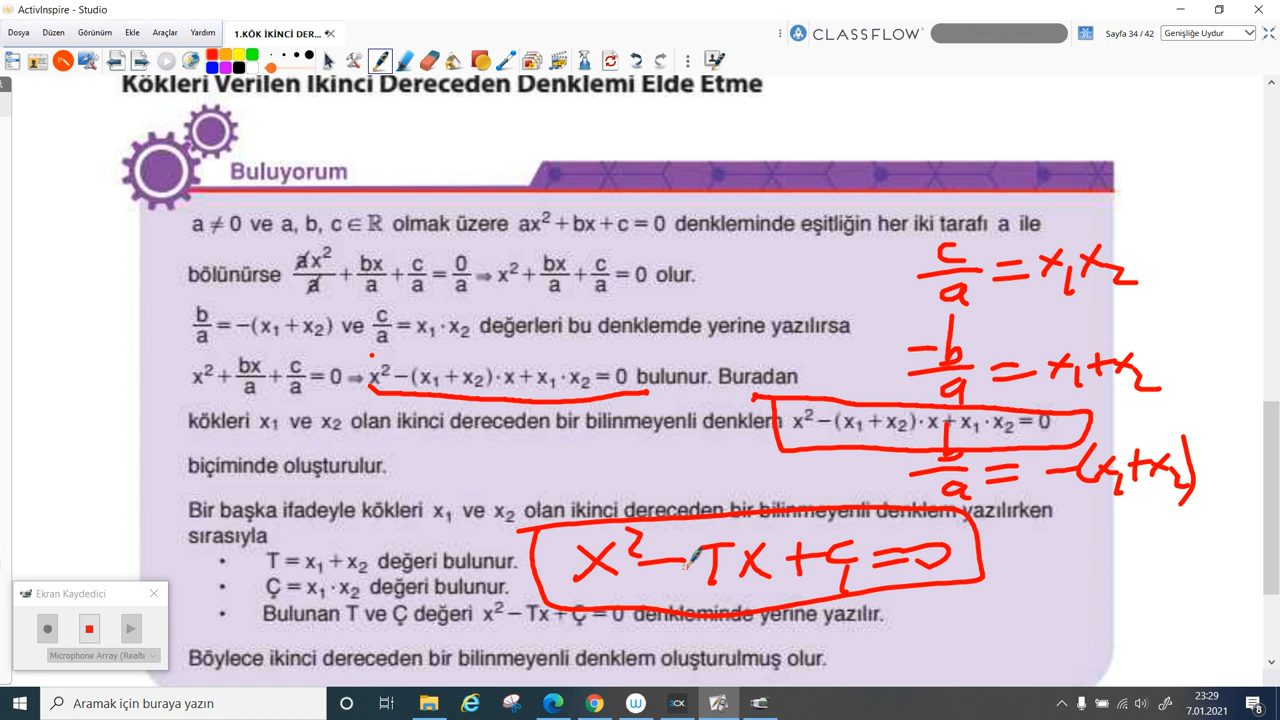 ActivInspire - Studio
Dosya Düzen Görünüm Ekle Araçlar Yardım 1.KÖK İKİNCİ DER... CLASSFLOW Sayfa 34 / 42 Genişliğe Uydur
Kökleri Verilen İkinci Dereceden Denklemi Elde Etme
Buluyorum
a ≠ 0 ve a, b, c ∈ ℝ olmak üzere ax² + bx + c = 0 denkleminde eşitliğin her iki tarafı a ile
bölünürse ax²/a + bx/a + c/a = 0/a ⇒ x² + bx/a + c/a = 0 olur.
c/a = x₁x₂
b/a = −(x₁ + x₂) ve c/a = x₁ · x₂ değerleri bu denklemde yerine yazılırsa
-b/a = x₁+x₂
x² + bx/a + c/a = 0 ⇒ x² − (x₁ + x₂) · x + x₁ · x₂ = 0 bulunur. Buradan
kökleri x₁ ve x₂ olan ikinci dereceden bir bilinmeyenli denklem x² − (x₁ + x₂) · x + x₁ · x₂ = 0
biçiminde oluşturulur.
b/a = -(x₁+x₂)
Bir başka ifadeyle kökleri x₁ ve x₂ olan ikinci dereceden bir bilinmeyenli denklem yazılırken
sırasıyla
• T = x₁ + x₂ değeri bulunur.
x² - Tx + Ç = 0
• Ç = x₁ · x₂ değeri bulunur.
• Bulunan T ve Ç değeri x² − Tx + Ç = 0 denkleminde yerine yazılır.
Böylece ikinci dereceden bir bilinmeyenli denklem oluşturulmuş olur.
Ekran Kaydedici
Microphone Array (Realte
Aramak için buraya yazın
W
23:29
7.01.2021
8